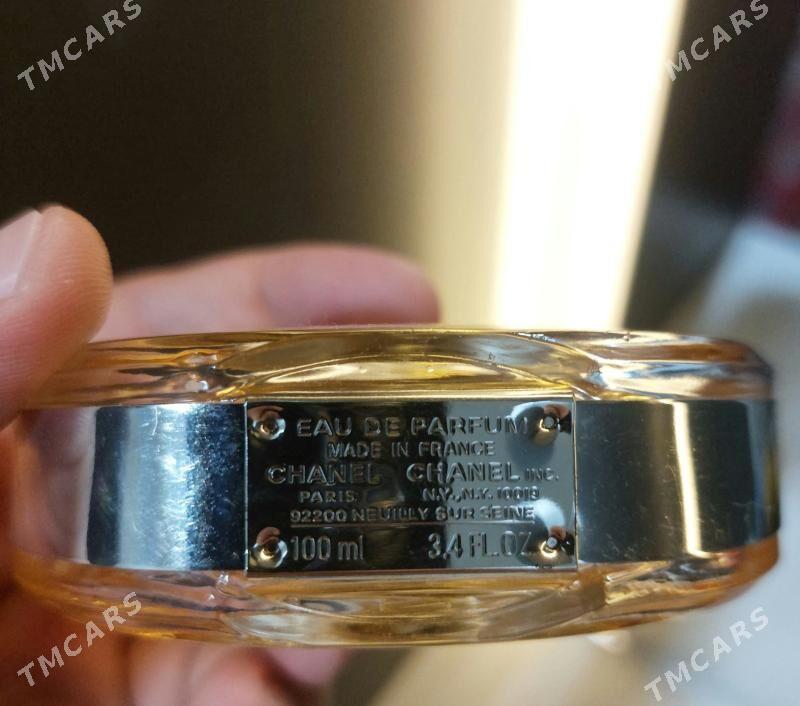 TMCARS
TMCARS
EAU DE PARFUM
MADE IN FRANCE
CHANEL CHANEL INC.
PARIS N.Y., N.Y. 10019
92200 NEUILLY SUR SEINE
100 ml 3,4 FL.OZ
TMCARS
TMCARS